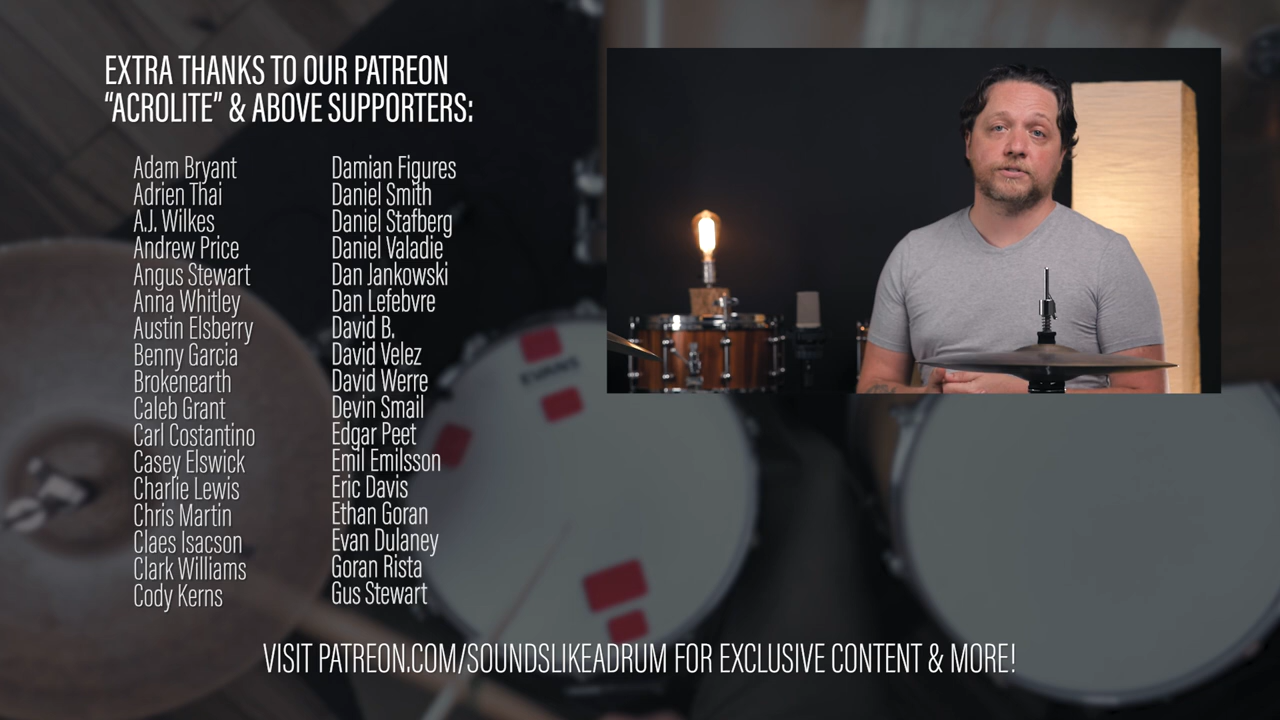 EXTRA THANKS TO OUR PATREON
“ACROLITE” & ABOVE SUPPORTERS:
Adam Bryant
Adrien Thai
A.J. Wilkes
Andrew Price
Angus Stewart
Anna Whitley
Austin Elsberry
Benny Garcia
Brokenearth
Caleb Grant
Carl Costantino
Casey Elswick
Charlie Lewis
Chris Martin
Claes Isacson
Clark Williams
Cody Kerns
Damian Figures
Daniel Smith
Daniel Stafberg
Daniel Valadie
Dan Jankowski
Dan Lefebvre
David B.
David Velez
David Werre
Devin Smail
Edgar Peet
Emil Emilsson
Eric Davis
Ethan Goran
Evan Dulaney
Goran Rista
Gus Stewart
EVANS
VISIT PATREON.COM/SOUNDSLIKEADRUM FOR EXCLUSIVE CONTENT & MORE!